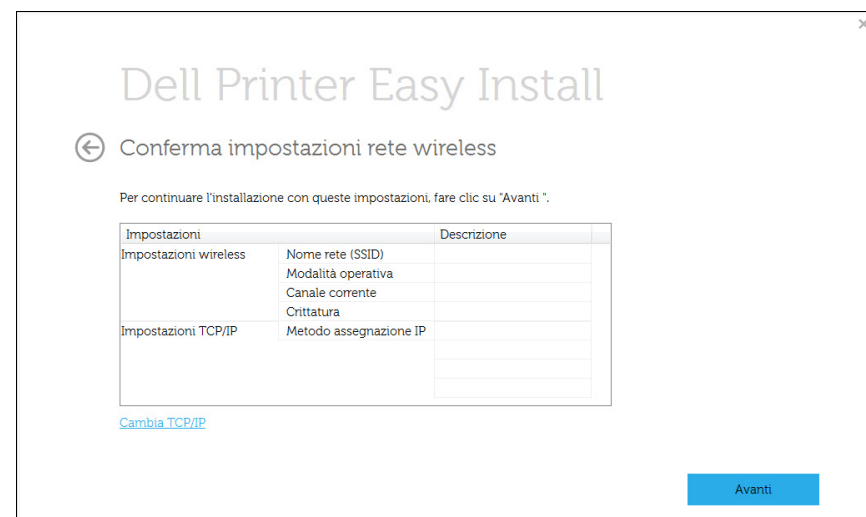 Dell Printer Easy Install
Conferma impostazioni rete wireless
Per continuare l'installazione con queste impostazioni, fare clic su "Avanti ".
Impostazioni Descrizione
Impostazioni wireless Nome rete (SSID)
Modalità operativa
Canale corrente
Crittatura
Impostazioni TCP/IP Metodo assegnazione IP
Cambia TCP/IP
Avanti